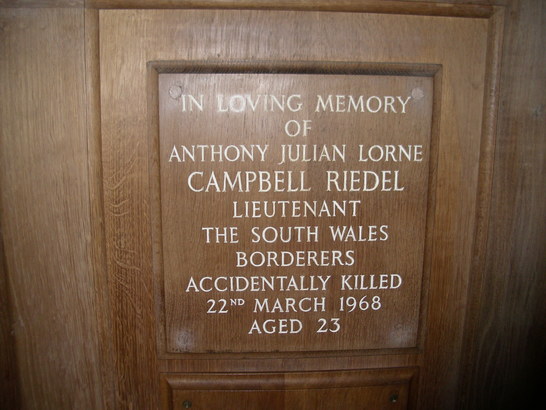 IN LOVING MEMORY
OF
ANTHONY JULIAN LORNE
CAMPBELL RIEDEL
LIEUTENANT
THE SOUTH WALES
BORDERERS
ACCIDENTALLY KILLED
22ND MARCH 1968
AGED 23